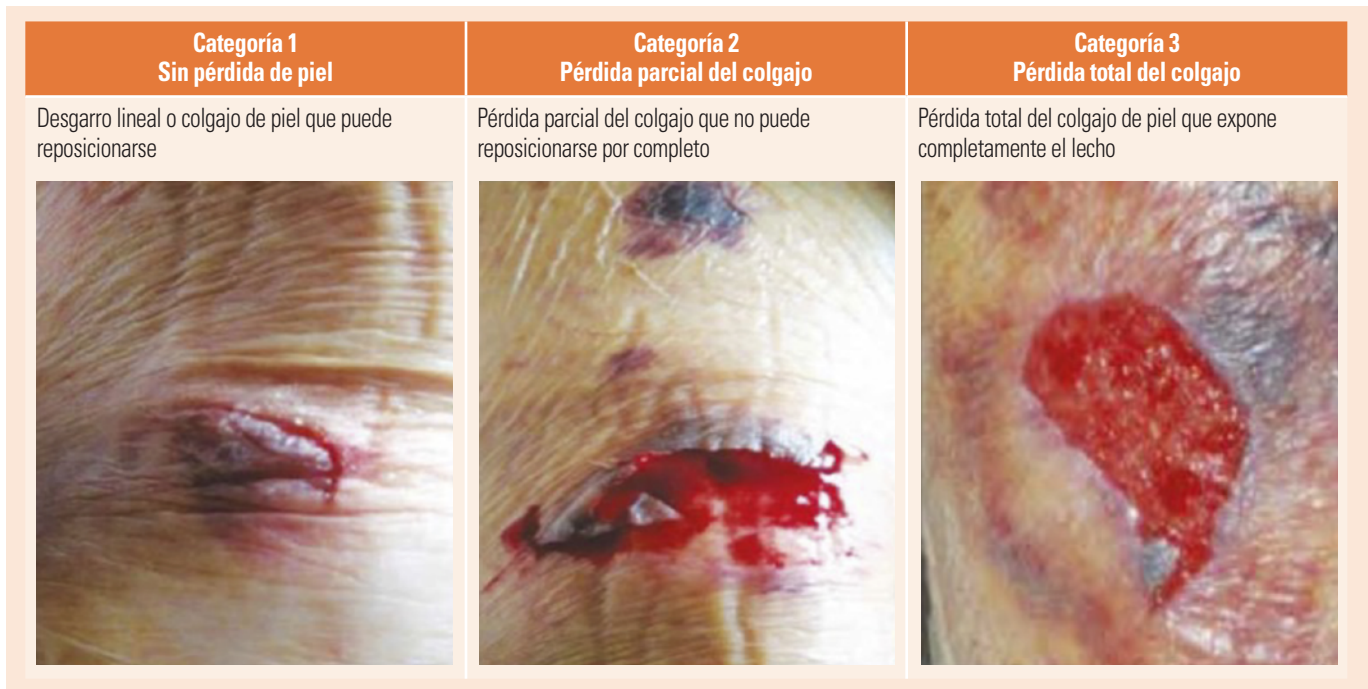 Categoría 1
Sin pérdida de piel
Categoría 2
Pérdida parcial del colgajo
Categoría 3
Pérdida total del colgajo
Desgarro lineal o colgajo de piel que puede
reposicionarse
Pérdida parcial del colgajo que no puede
reposicionarse por completo
Pérdida total del colgajo de piel que expone
completamente el lecho